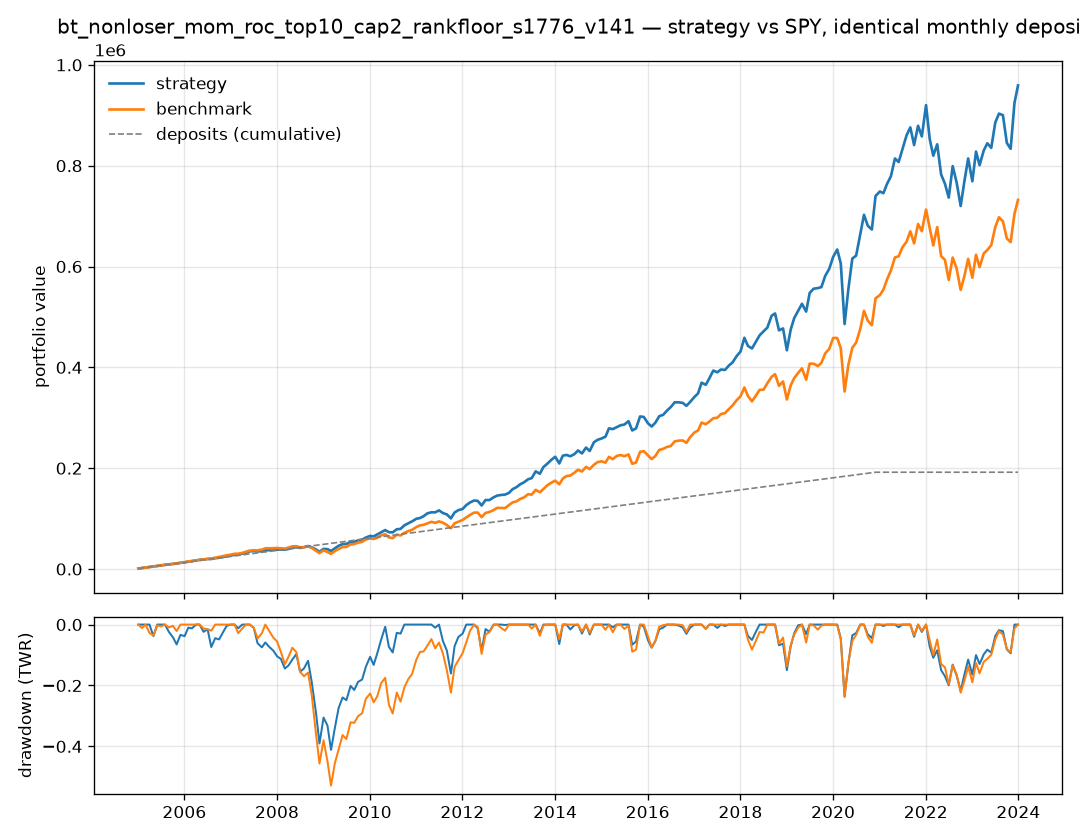 bt_nonloser_mom_roc_top10_cap2_rankfloor_s1776_v141 — strategy vs SPY, identical monthly deposi
1e6
1.0
0.8
0.6
0.4
0.2
0.0
portfolio value
strategy
benchmark
deposits (cumulative)
0.0
−0.2
−0.4
drawdown (TWR)
2006 2008 2010 2012 2014 2016 2018 2020 2022 2024